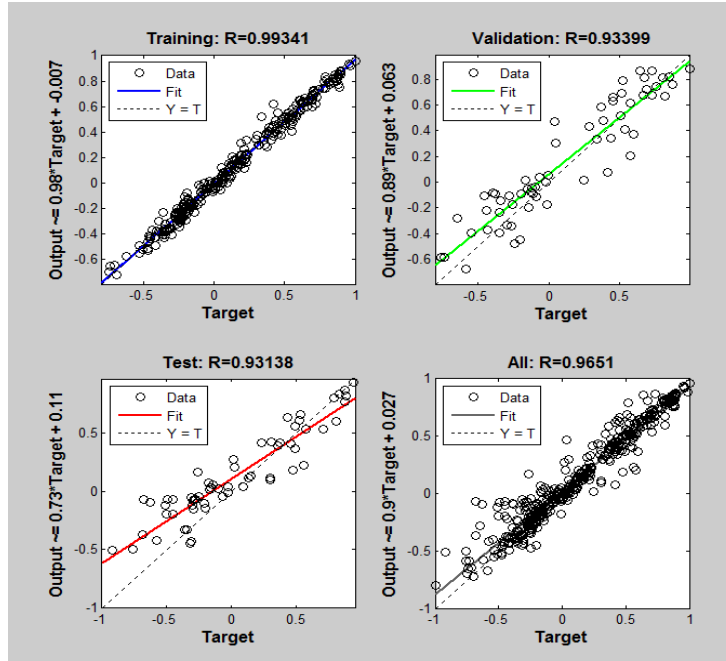 Training: R=0.99341
Output ~= 0.98*Target + -0.007
1
0.8
0.6
0.4
0.2
0
-0.2
-0.4
-0.6
Data
Fit
Y = T
-0.5
0
0.5
1
Target
Validation: R=0.93399
Output ~= 0.89*Target + 0.063
0.8
0.6
0.4
0.2
0
-0.2
-0.4
-0.6
Data
Fit
Y = T
-0.5
0
0.5
Target
Test: R=0.93138
Output ~= 0.73*Target + 0.11
0.5
0
-0.5
-1
Data
Fit
Y = T
-1
-0.5
0
0.5
Target
All: R=0.9651
Output ~= 0.9*Target + 0.027
1
0.5
0
-0.5
-1
Data
Fit
Y = T
-1
-0.5
0
0.5
1
Target